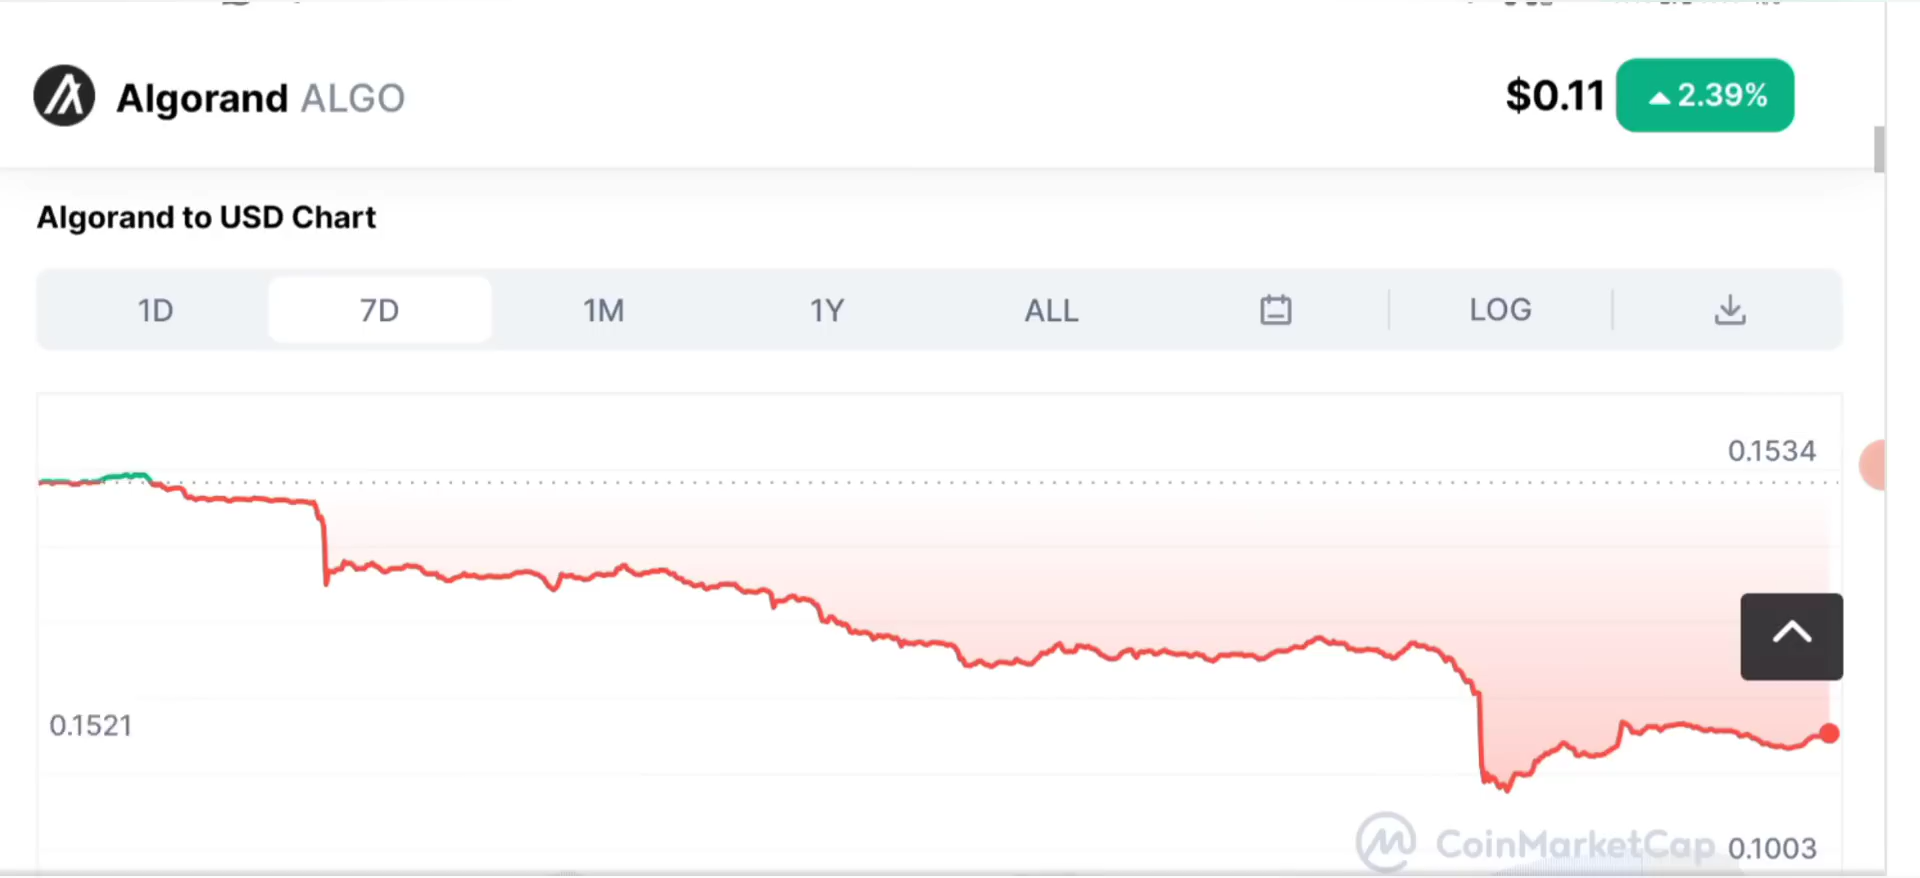 Algorand ALGO $0.11 2.39%
Algorand to USD Chart
1D 7D 1M 1Y ALL LOG
0.1534
0.1521
CoinMarketCap 0.1003